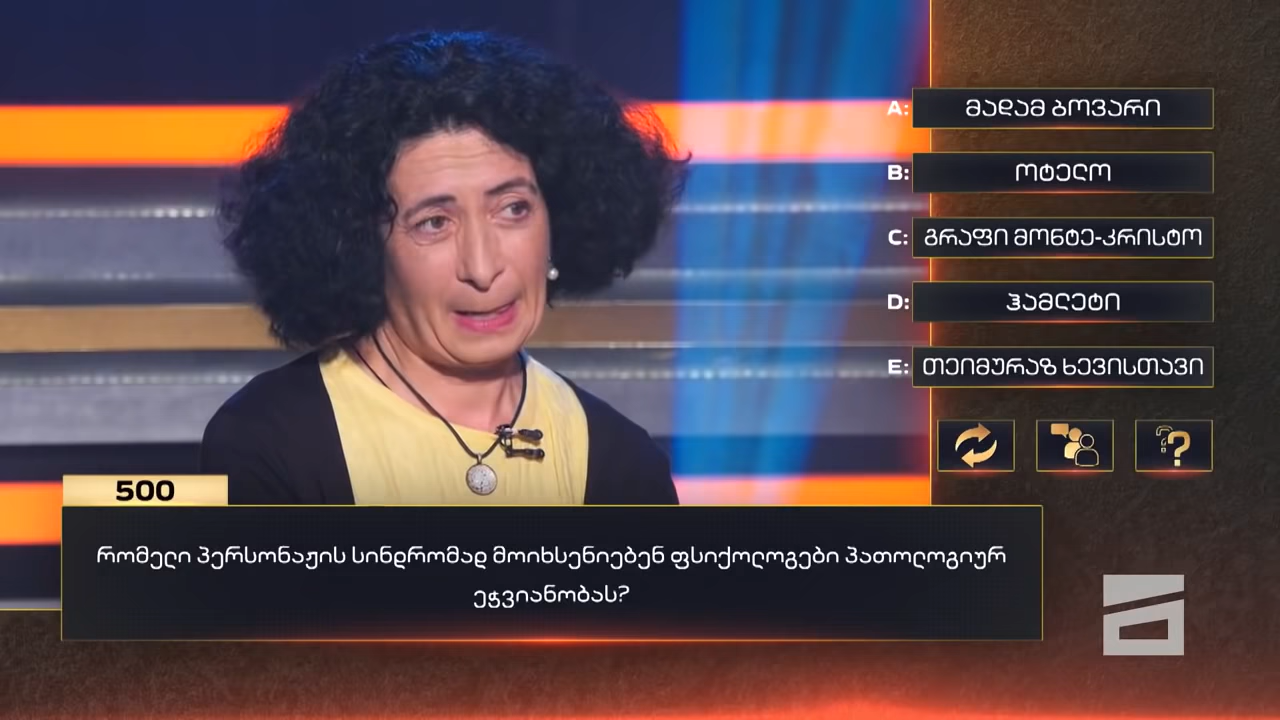 A: მადამ ბოვარი
B: ოტელო
C: გრაფი მონტე-კრისტო
D: ჰამლეტი
E: თეიმურაზ ხევისთავი
500
რომელი პერსონაჟის სინდრომად მოიხსენიებენ ფსიქოლოგები პათოლოგიურ
ეჭვიანობას?